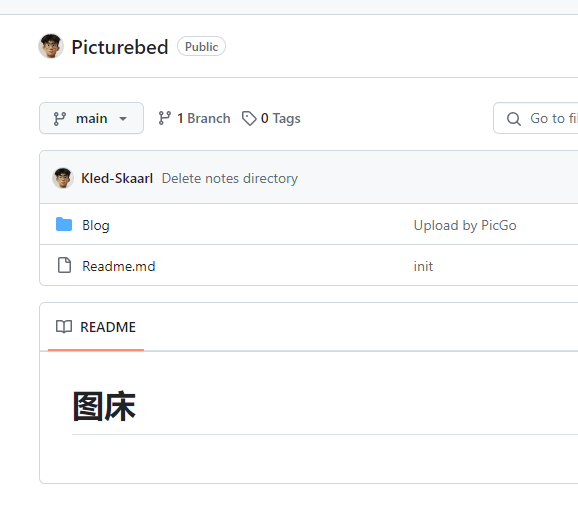 Picturebed Public
main 1 Branch 0 Tags Go to fi
Kled-Skaarl Delete notes directory
Blog Upload by PicGo
Readme.md init
README
图床